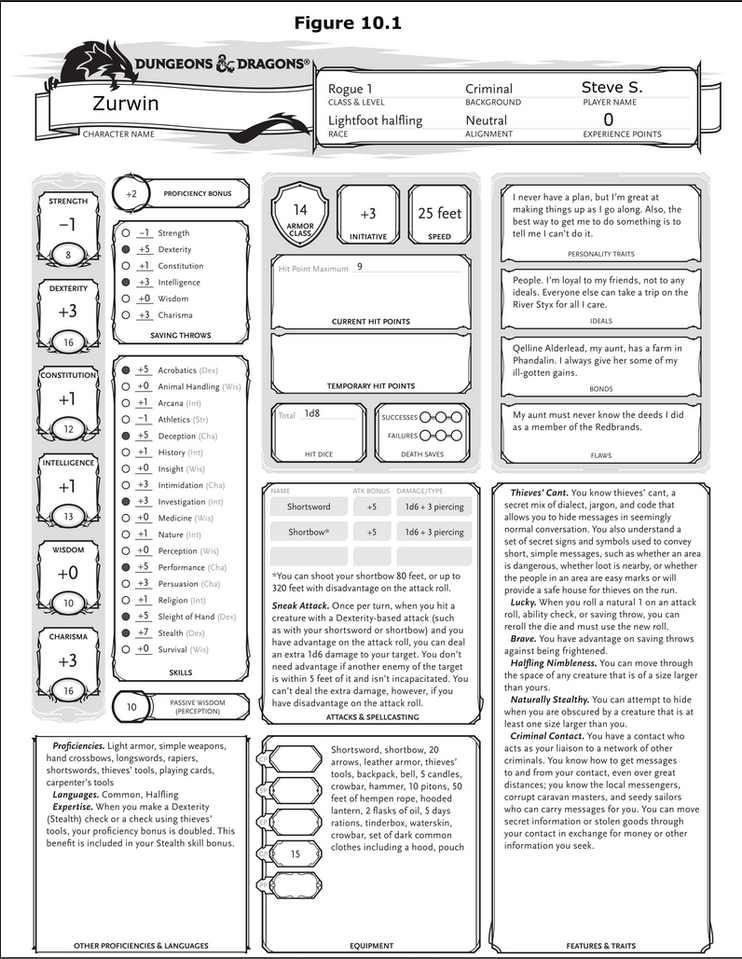 Figure 10.1
DUNGEONS & DRAGONS®
Zurwin
CHARACTER NAME
Rogue 1
CLASS & LEVEL
Criminal
BACKGROUND
Steve S.
PLAYER NAME
Lightfoot halfling
RACE
Neutral
ALIGNMENT
0
EXPERIENCE POINTS
STRENGTH
−1
8
DEXTERITY
+3
16
CONSTITUTION
+1
12
INTELLIGENCE
+1
13
WISDOM
+0
10
CHARISMA
+3
16
+2 PROFICIENCY BONUS
−1 Strength
+5 Dexterity
+1 Constitution
+3 Intelligence
+0 Wisdom
+3 Charisma
SAVING THROWS
+5 Acrobatics (Dex)
+0 Animal Handling (Wis)
+1 Arcana (Int)
−1 Athletics (Str)
+5 Deception (Cha)
+1 History (Int)
+0 Insight (Wis)
+3 Intimidation (Cha)
+3 Investigation (Int)
+0 Medicine (Wis)
+1 Nature (Int)
+0 Perception (Wis)
+5 Performance (Cha)
+3 Persuasion (Cha)
+1 Religion (Int)
+5 Sleight of Hand (Dex)
+7 Stealth (Dex)
+0 Survival (Wis)
SKILLS
10 PASSIVE WISDOM
(PERCEPTION)
14
ARMOR
CLASS
+3
INITIATIVE
25 feet
SPEED
Hit Point Maximum 9
CURRENT HIT POINTS
TEMPORARY HIT POINTS
Total 1d8
HIT DICE
SUCCESSES
FAILURES
DEATH SAVES
I never have a plan, but I’m great at
making things up as I go along. Also, the
best way to get me to do something is to
tell me I can’t do it.
PERSONALITY TRAITS
People. I’m loyal to my friends, not to any
ideals. Everyone else can take a trip on the
River Styx for all I care.
IDEALS
Qelline Alderlead, my aunt, has a farm in
Phandalin. I always give her some of my
ill-gotten gains.
BONDS
My aunt must never know the deeds I did
as a member of the Redbrands.
FLAWS
NAME ATK BONUS DAMAGE/TYPE
Shortsword +5 1d6 + 3 piercing
Shortbow* +5 1d6 + 3 piercing
*You can shoot your shortbow 80 feet, or up to
320 feet with disadvantage on the attack roll.
Sneak Attack. Once per turn, when you hit a
creature with a Dexterity-based attack (such
as with your shortsword or shortbow) and you
have advantage on the attack roll, you can deal
an extra 1d6 damage to your target. You don’t
need advantage if another enemy of the target
is within 5 feet of it and isn’t incapacitated. You
can’t deal the extra damage, however, if you
have disadvantage on the attack roll.
ATTACKS & SPELLCASTING
Thieves’ Cant. You know thieves’ cant, a
secret mix of dialect, jargon, and code that
allows you to hide messages in seemingly
normal conversation. You also understand a
set of secret signs and symbols used to convey
short, simple messages, such as whether an area
is dangerous, whether loot is nearby, or whether
the people in an area are easy marks or will
provide a safe house for thieves on the run.
Lucky. When you roll a natural 1 on an attack
roll, ability check, or saving throw, you can
reroll the die and must use the new roll.
Brave. You have advantage on saving throws
against being frightened.
Halfling Nimbleness. You can move through
the space of any creature that is of a size larger
than yours.
Naturally Stealthy. You can attempt to hide
when you are obscured by a creature that is at
least one size larger than you.
Criminal Contact. You have a contact who
acts as your liaison to a network of other
criminals. You know how to get messages
to and from your contact, even over great
distances; you know the local messengers,
corrupt caravan masters, and seedy sailors
who can carry messages for you. You can move
secret information or stolen goods through
your contact in exchange for money or other
information you seek.
FEATURES & TRAITS
Proficiencies. Light armor, simple weapons,
hand crossbows, longswords, rapiers,
shortswords, thieves’ tools, playing cards,
carpenter’s tools
Languages. Common, Halfling
Expertise. When you make a Dexterity
(Stealth) check or a check using thieves’
tools, your proficiency bonus is doubled. This
benefit is included in your Stealth skill bonus.
OTHER PROFICIENCIES & LANGUAGES
CP
SP
EP
GP 15
PP
Shortsword, shortbow, 20
arrows, leather armor, thieves’
tools, backpack, bell, 5 candles,
crowbar, hammer, 10 pitons, 50
feet of hempen rope, hooded
lantern, 2 flasks of oil, 5 days
rations, tinderbox, waterskin,
crowbar, set of dark common
clothes including a hood, pouch
EQUIPMENT